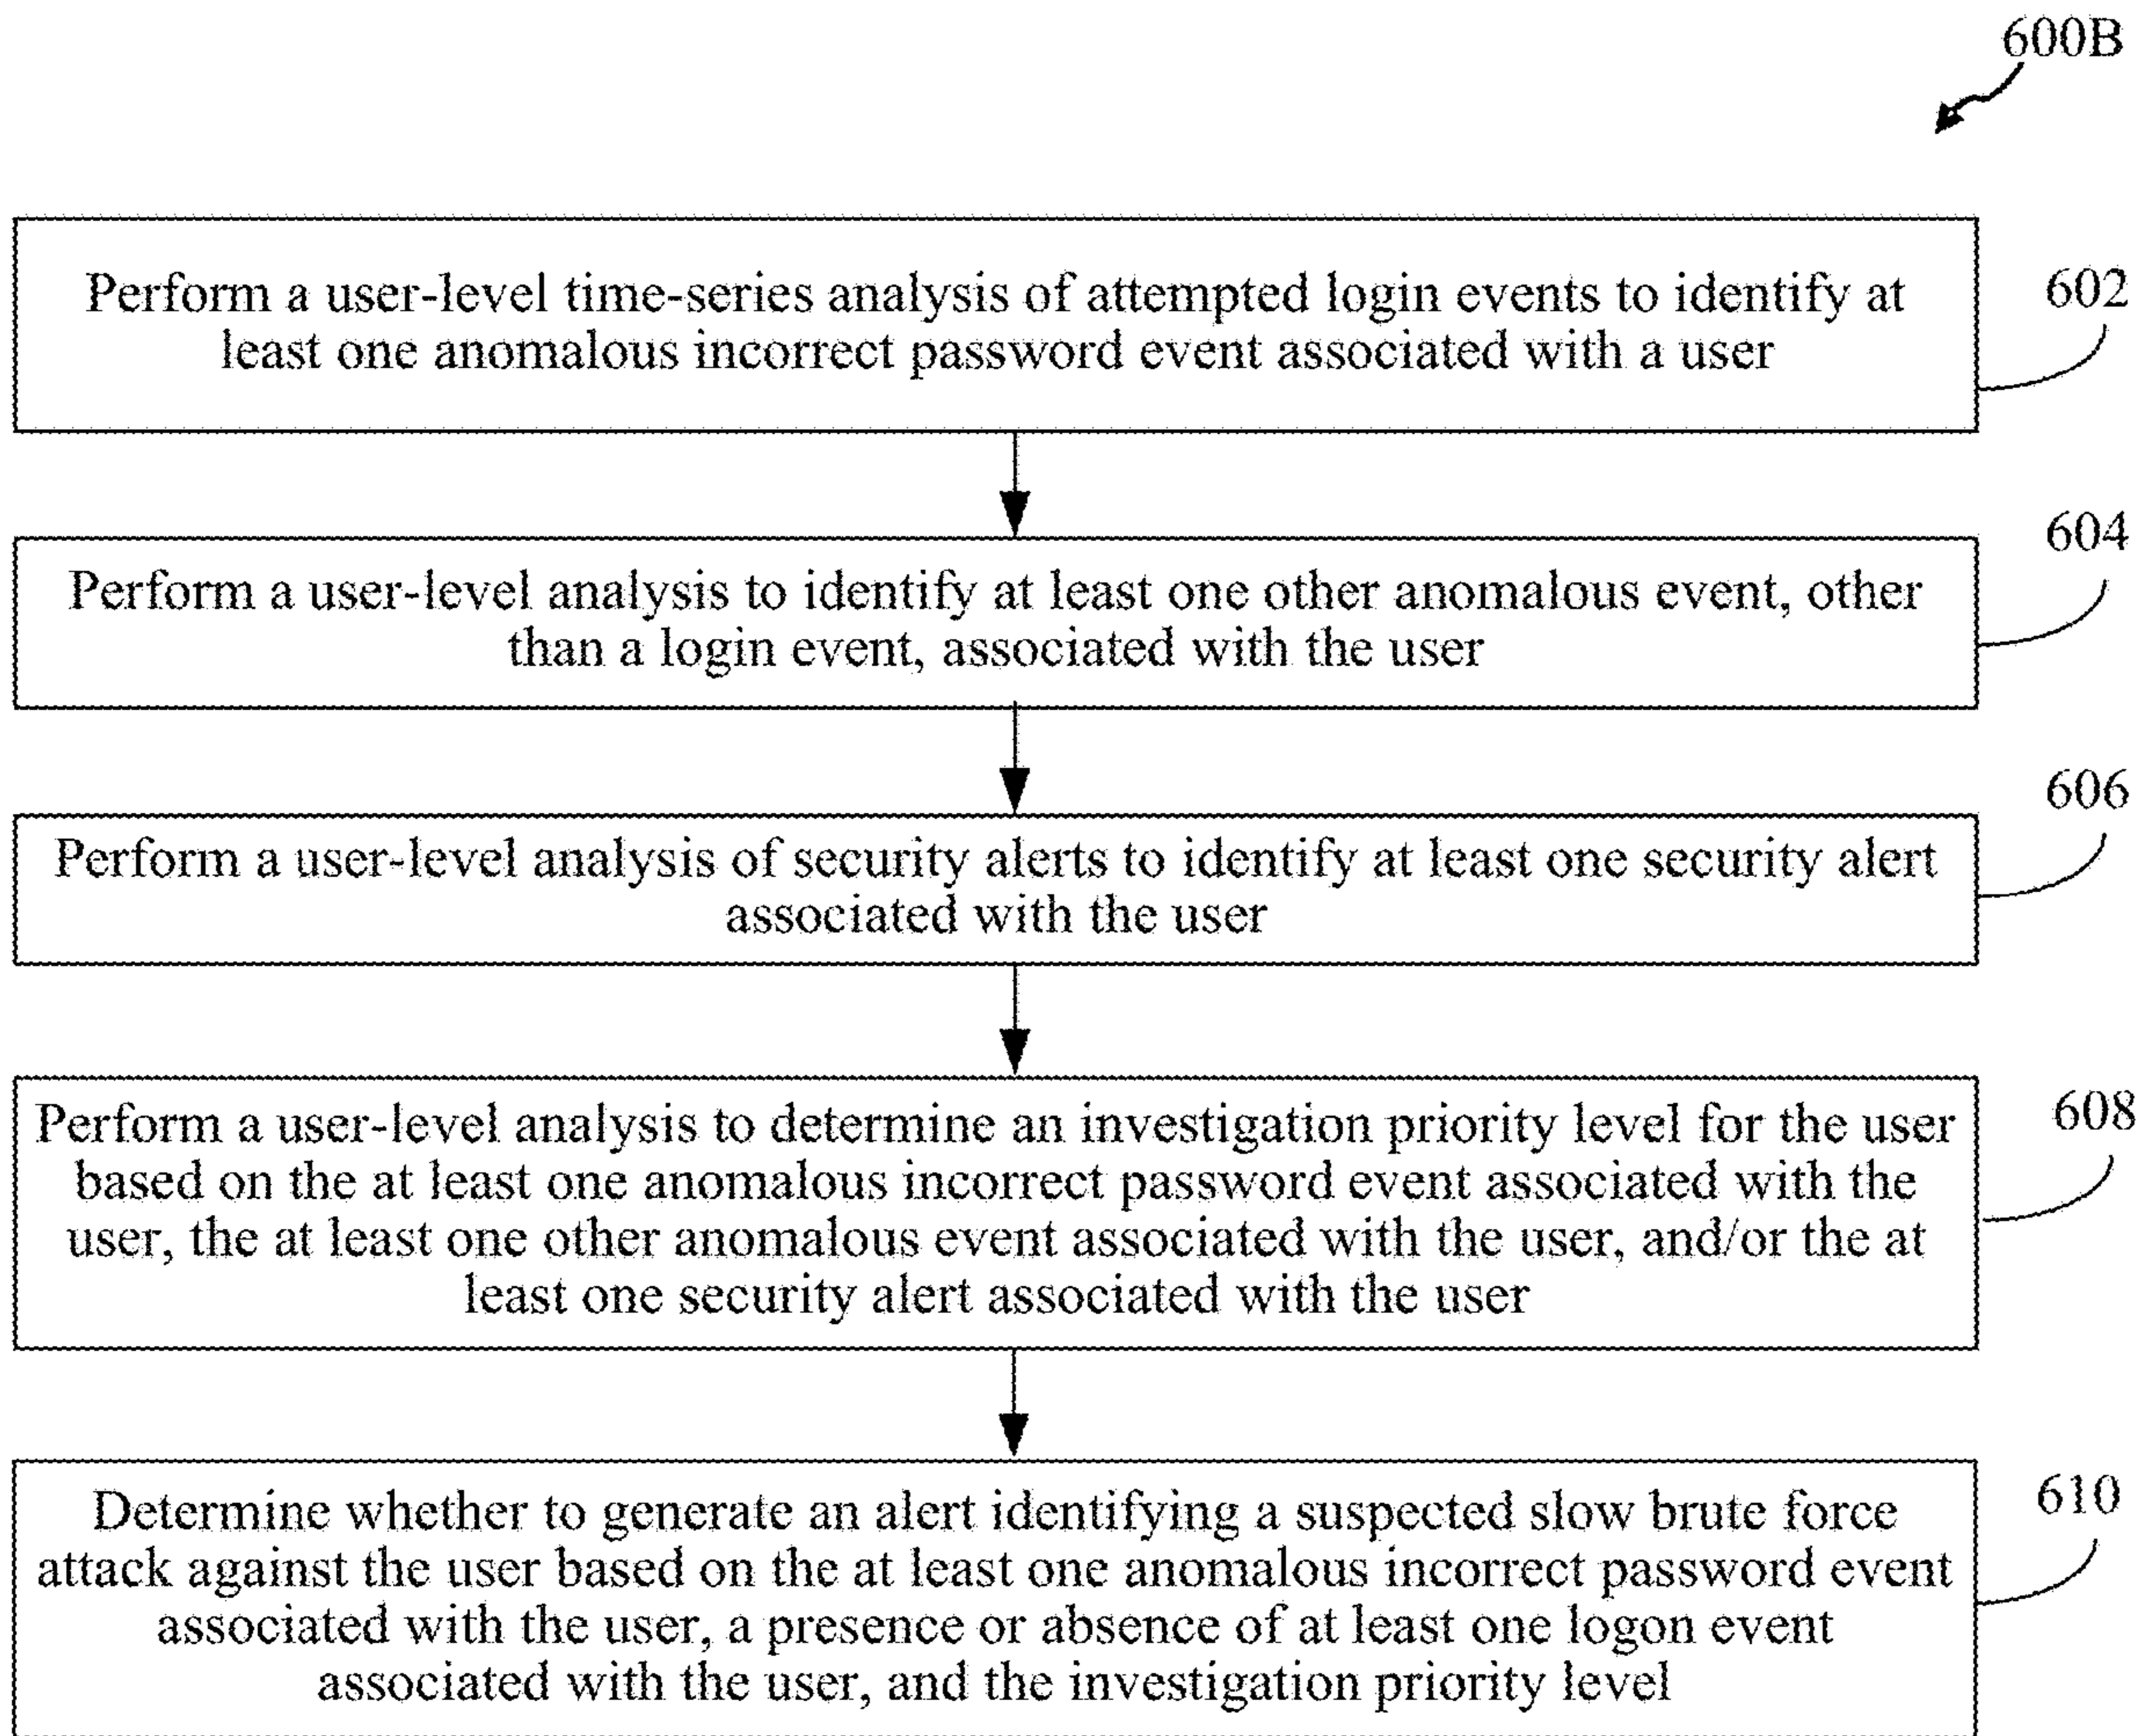 600B
Perform a user-level time-series analysis of attempted login events to identify at
least one anomalous incorrect password event associated with a user
602
Perform a user-level analysis to identify at least one other anomalous event, other
than a login event, associated with the user
604
Perform a user-level analysis of security alerts to identify at least one security alert
associated with the user
606
Perform a user-level analysis to determine an investigation priority level for the user
based on the at least one anomalous incorrect password event associated with the
user, the at least one other anomalous event associated with the user, and/or the at
least one security alert associated with the user
608
Determine whether to generate an alert identifying a suspected slow brute force
attack against the user based on the at least one anomalous incorrect password event
associated with the user, a presence or absence of at least one logon event
associated with the user, and the investigation priority level
610